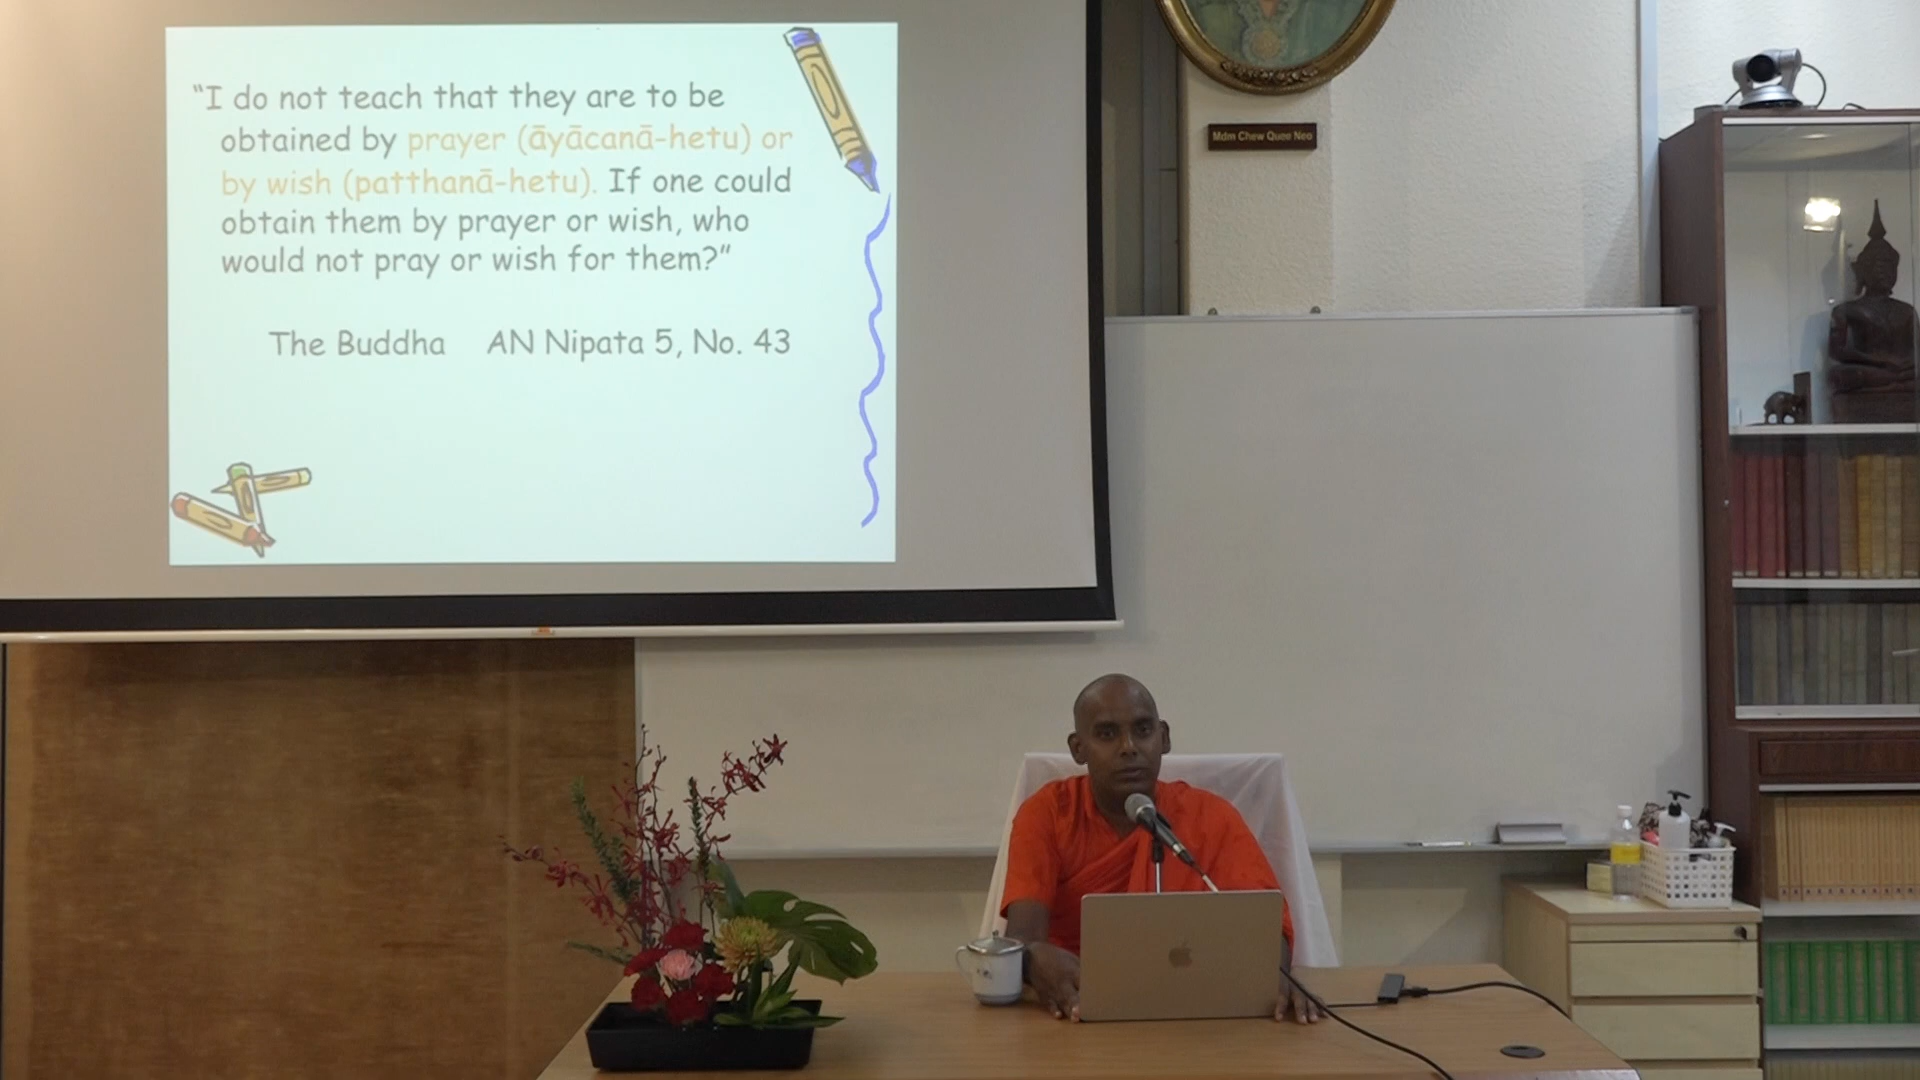 “I do not teach that they are to be
obtained by prayer (āyācanā-hetu) or
by wish (patthanā-hetu). If one could
obtain them by prayer or wish, who
would not pray or wish for them?”
The Buddha AN Nipata 5, No. 43
Mdm Chew Quee Neo